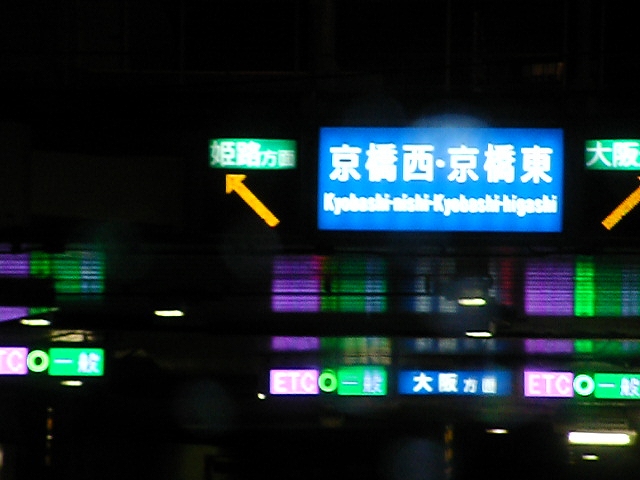 姫路方面
京橋西·京橋東
Kyobashi-nishi·Kyobashi-higashi
大阪
TC 一般
ETC 一般
大阪方面
ETC 一般